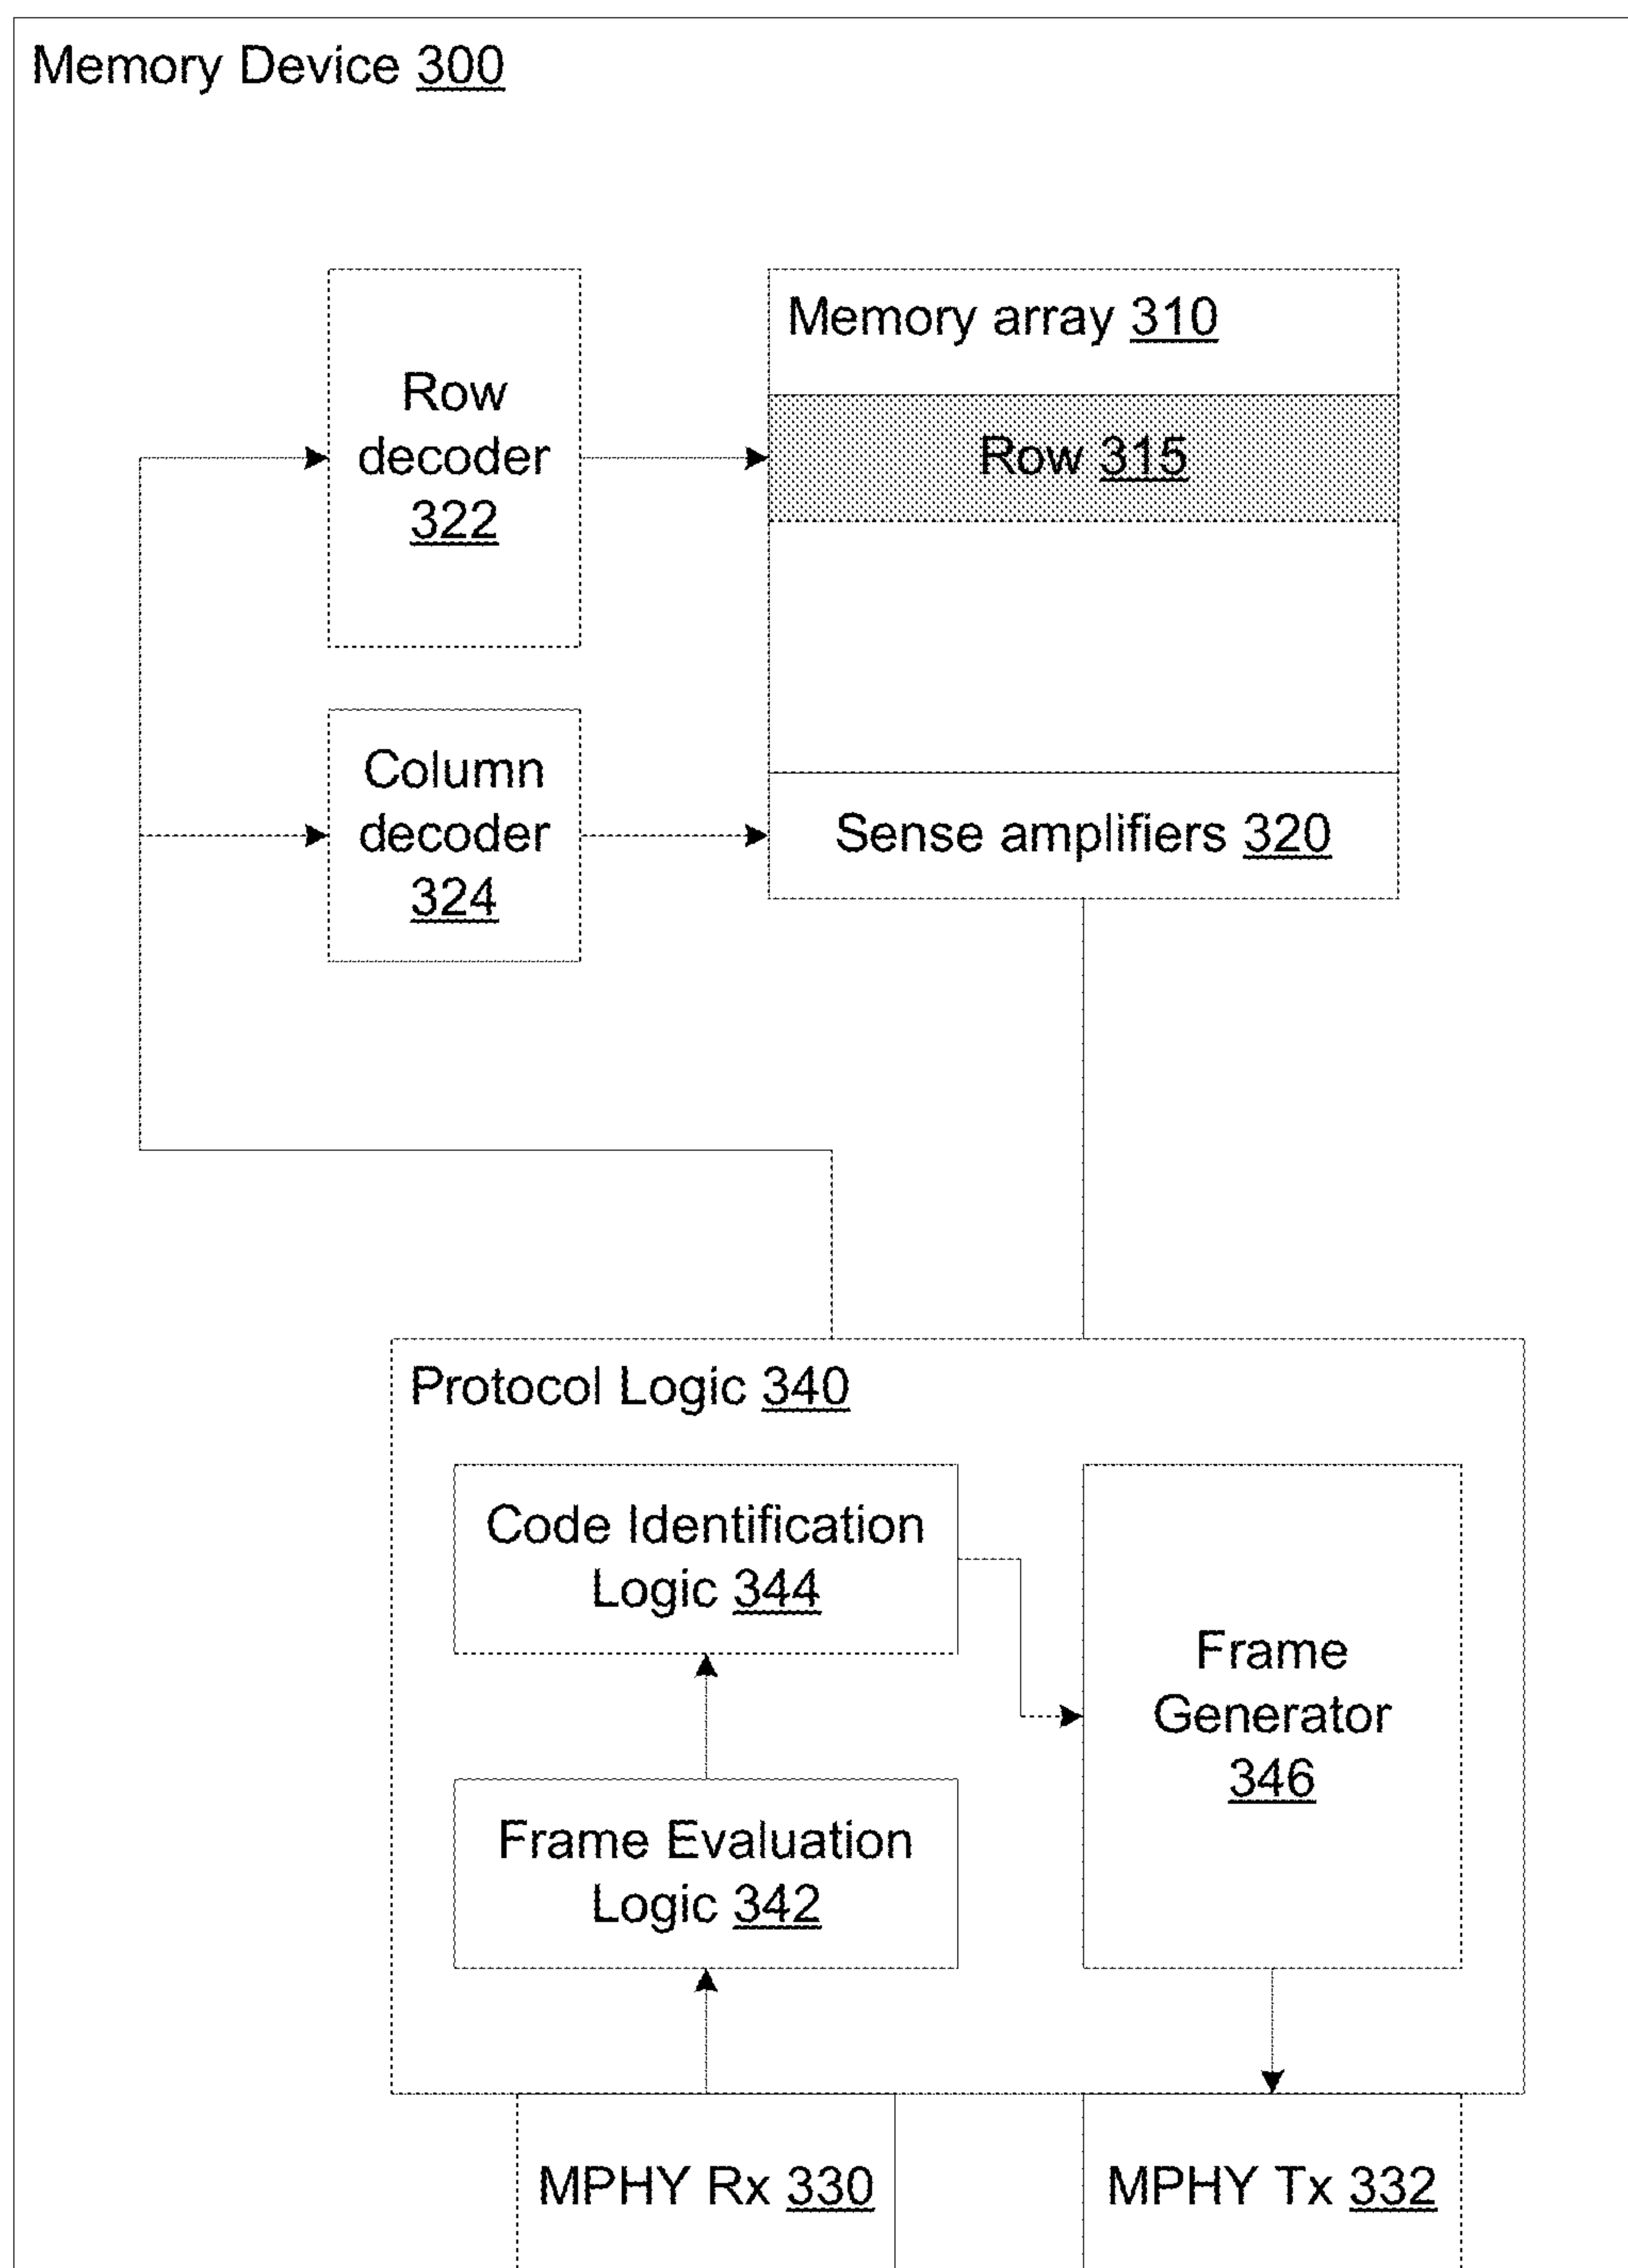 Memory Device 300
Row
decoder
322
Memory array 310
Row 315
Column
decoder
324
Sense amplifiers 320
Protocol Logic 340
Code Identification
Logic 344
Frame
Generator
346
Frame Evaluation
Logic 342
MPHY Rx 330
MPHY Tx 332